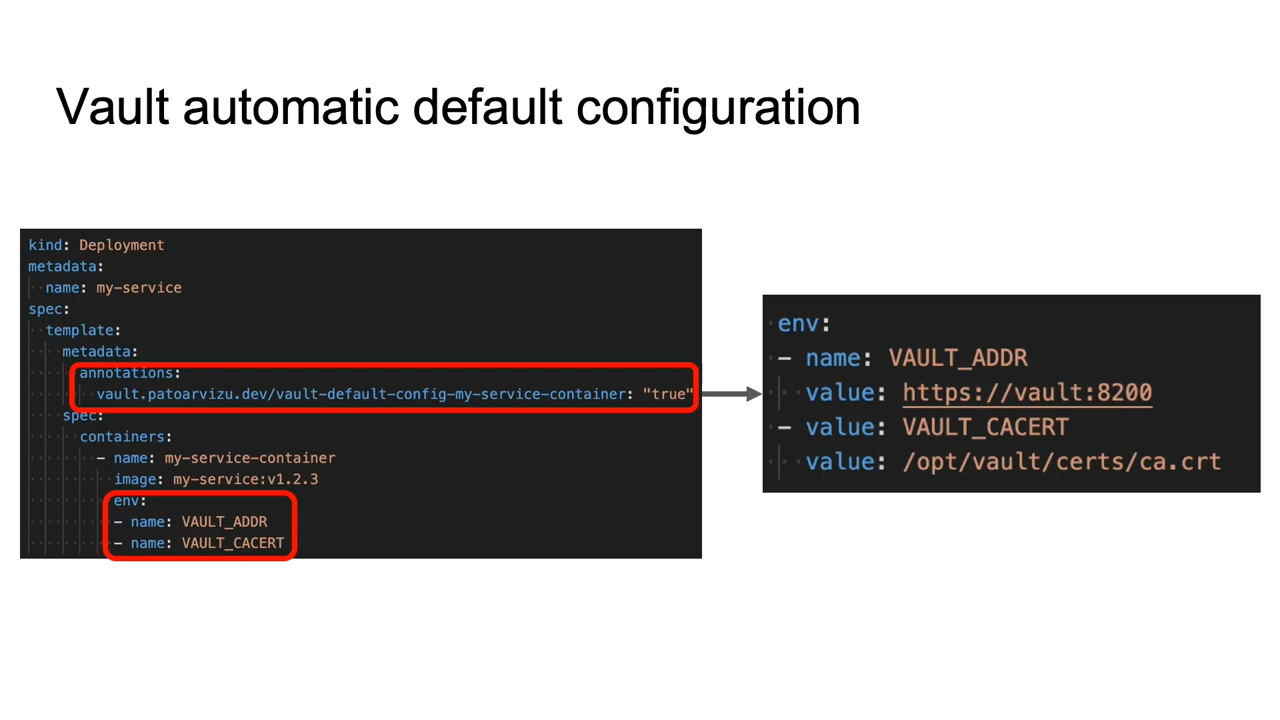 Vault automatic default configuration
kind: Deployment
metadata:
name: my-service
spec:
template:
metadata:
annotations:
vault.patoarvizu.dev/vault-default-config-my-service-container: "true"
spec:
containers:
- name: my-service-container
image: my-service:v1.2.3
env:
- name: VAULT_ADDR
- name: VAULT_CACERT
env:
- name: VAULT_ADDR
value: https://vault:8200
- value: VAULT_CACERT
value: /opt/vault/certs/ca.crt